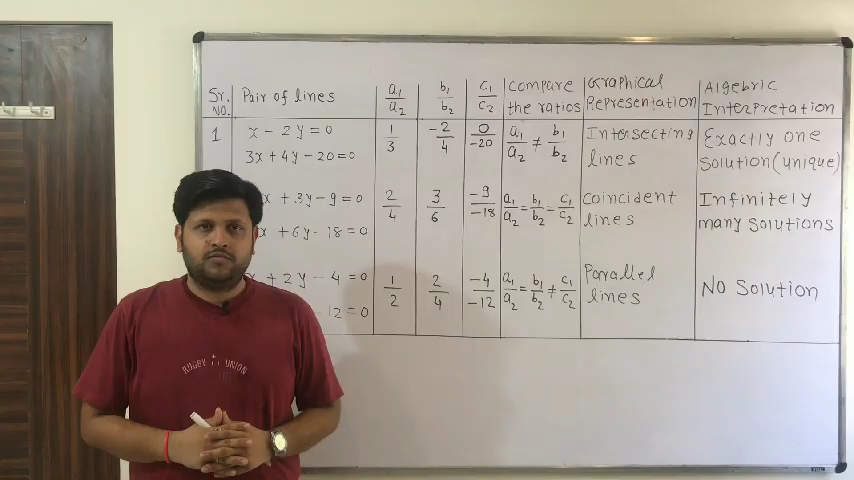 Sr. No. Pair of lines a1/a2 b1/b2 c1/c2 compare the ratios Graphical Representation Algebric Interpretation
1 x - 2y = 0 1/3 -2/4 0/-20 a1/a2 ≠ b1/b2 Intersecting lines Exactly one solution (unique)
3x + 4y - 20 = 0
x + 3y - 9 = 0 2/4 3/6 -9/-18 a1/a2 = b1/b2 = c1/c2 coincident lines Infinitely many solutions
x + 6y - 18 = 0
x + 2y - 4 = 0 1/2 2/4 -4/-12 a1/a2 = b1/b2 ≠ c1/c2 Parallel lines No solution
- 12 = 0
RUGBY UNION